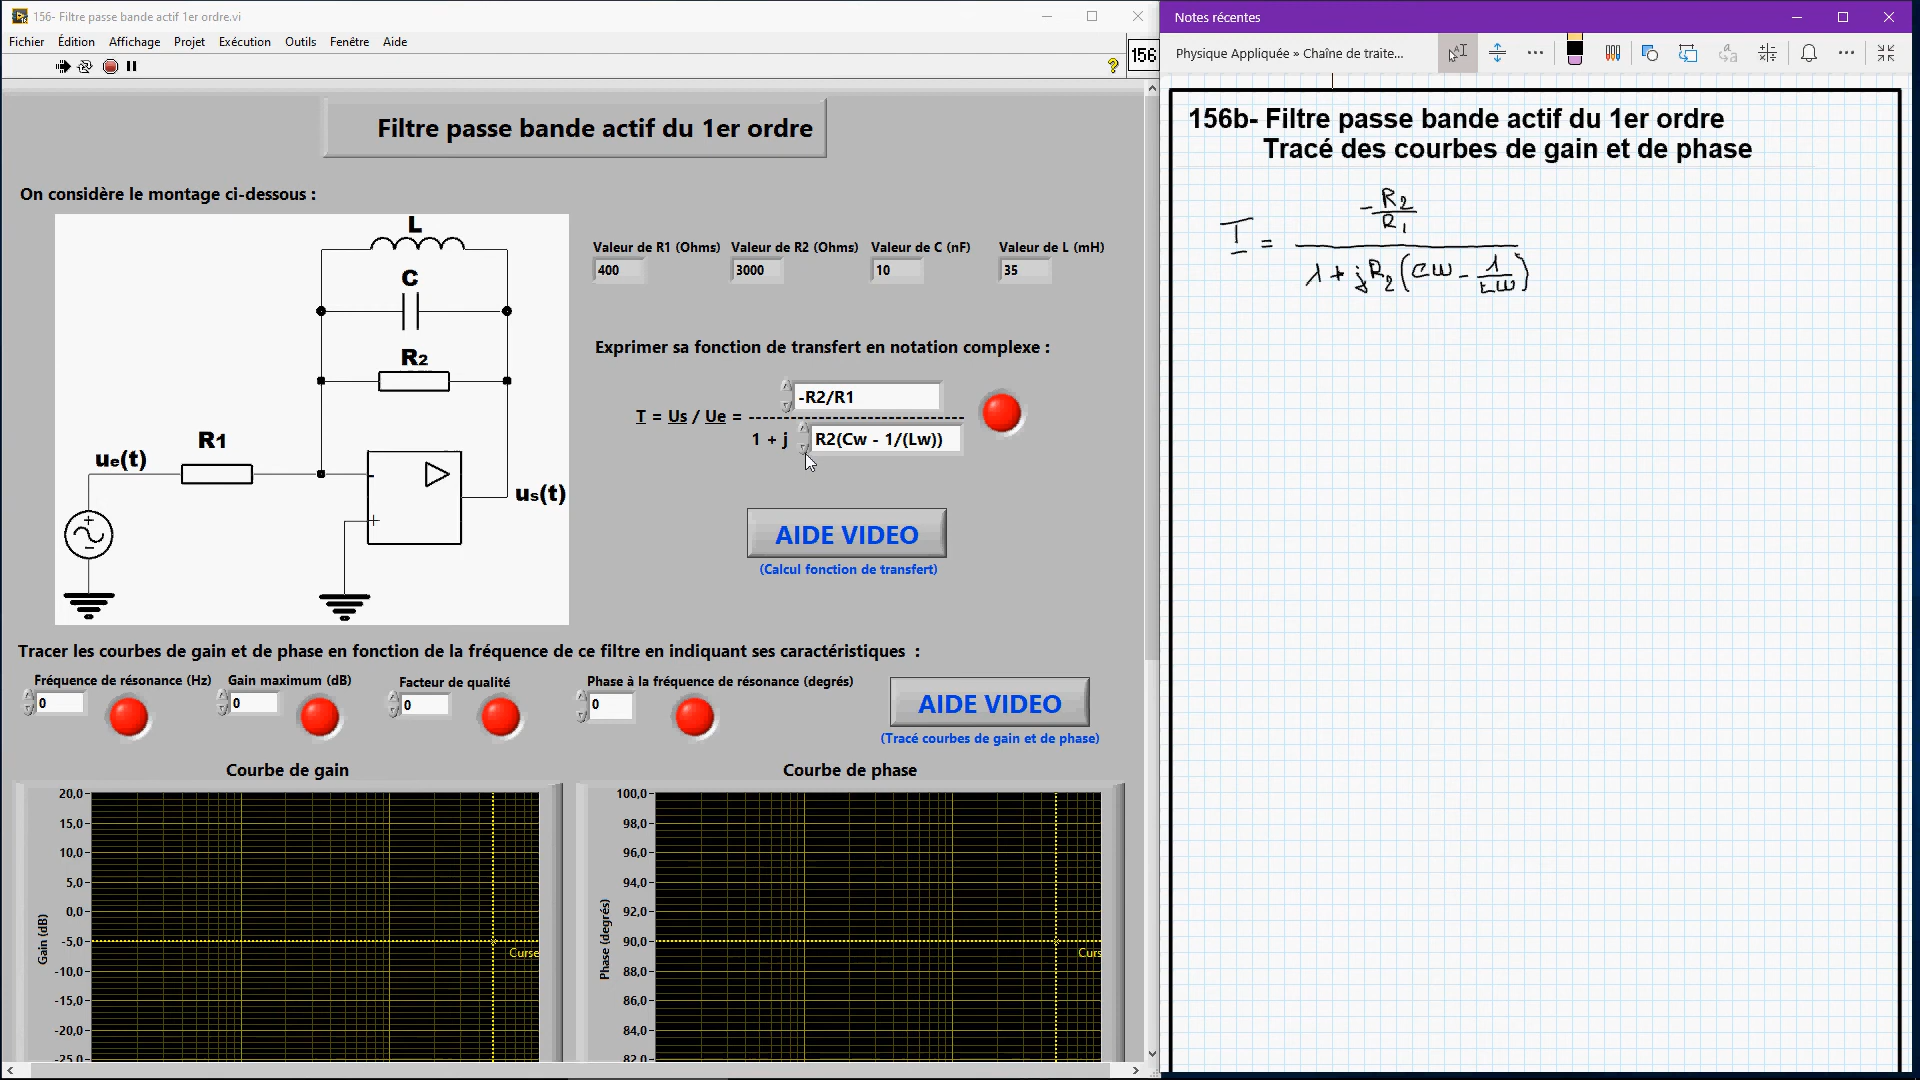 156- Filtre passe bande actif 1er ordre.vi
Fichier Édition Affichage Projet Exécution Outils Fenêtre Aide
156
Filtre passe bande actif du 1er ordre
On considère le montage ci-dessous :
L
C
R2
R1
ue(t)
us(t)
Valeur de R1 (Ohms) Valeur de R2 (Ohms) Valeur de C (nF) Valeur de L (mH)
400 3000 10 35
Exprimer sa fonction de transfert en notation complexe :
-R2/R1
T = Us / Ue = --------------------
1 + j R2(Cw - 1/(Lw))
AIDE VIDEO
(Calcul fonction de transfert)
Tracer les courbes de gain et de phase en fonction de la fréquence de ce filtre en indiquant ses caractéristiques :
Fréquence de résonance (Hz) Gain maximum (dB) Facteur de qualité Phase à la fréquence de résonance (degrés)
0 0 0 0
AIDE VIDEO
(Tracé courbes de gain et de phase)
Courbe de gain
20,0
15,0
10,0
5,0
0,0
-5,0
-10,0
-15,0
-20,0
-25,0
Gain (dB)
Curse
Courbe de phase
100,0
98,0
96,0
94,0
92,0
90,0
88,0
86,0
84,0
82,0
Phase (degrés)
Curs
Notes récentes
Physique Appliquée » Chaîne de traite...
156b- Filtre passe bande actif du 1er ordre
Tracé des courbes de gain et de phase
-R2
R1
T =
1 + jR2(Cω - 1
Lω)